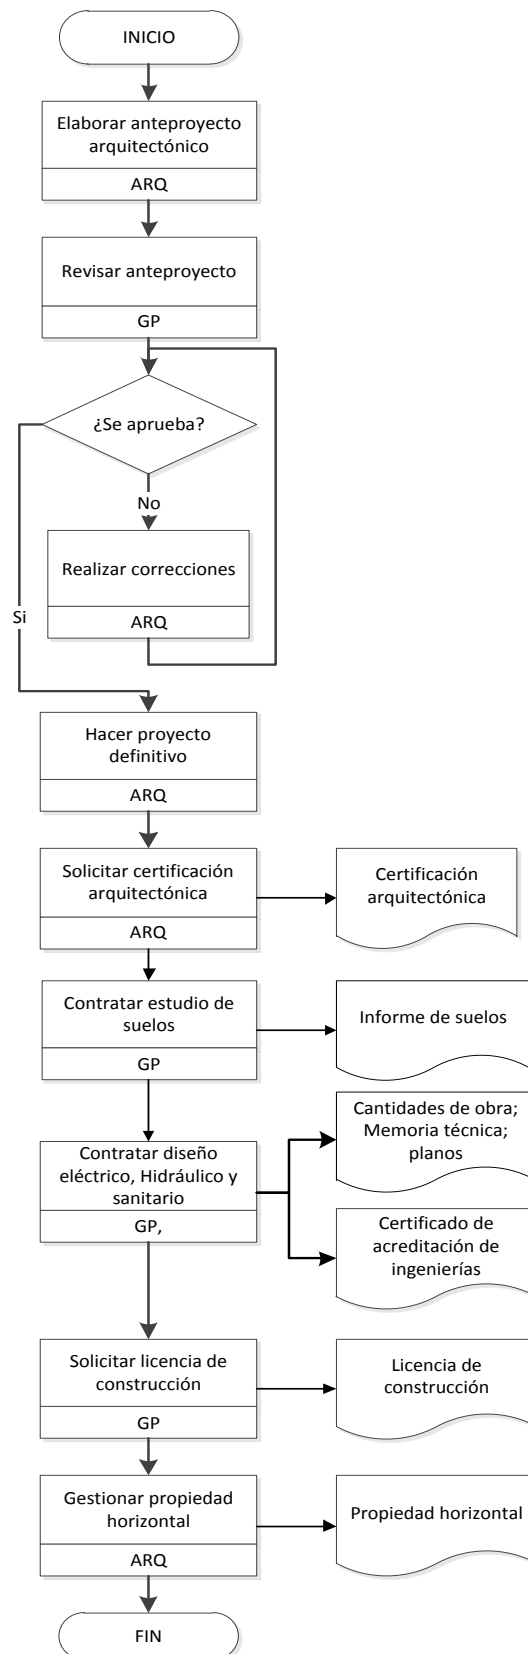 INICIO
Elaborar anteproyecto
arquitectónico
ARQ
Revisar anteproyecto
GP
¿Se aprueba?
No
Realizar correcciones
ARQ
Si
Hacer proyecto
definitivo
ARQ
Solicitar certificación
arquitectónica
ARQ
Certificación
arquitectónica
Contratar estudio de
suelos
GP
Informe de suelos
Contratar diseño
eléctrico, Hidráulico y
sanitario
GP,
Cantidades de obra;
Memoria técnica;
planos
Certificado de
acreditación de
ingenierías
Solicitar licencia de
construcción
GP
Licencia de
construcción
Gestionar propiedad
horizontal
ARQ
Propiedad horizontal
FIN